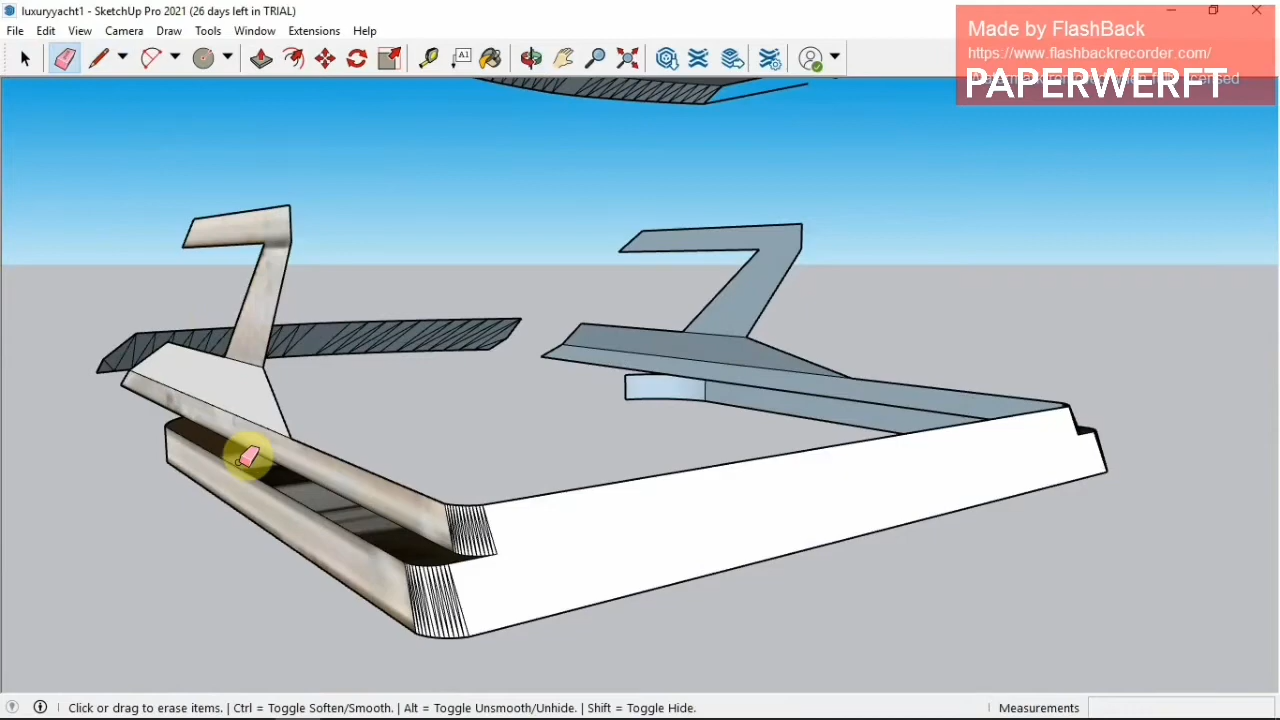 luxuryyacht1 - SketchUp Pro 2021 (26 days left in TRIAL)
File Edit View Camera Draw Tools Window Extensions Help
A1
Made by FlashBack
https://www.flashbackrecorder.com/
PAPERWERFT
Click or drag to erase items. | Ctrl = Toggle Soften/Smooth. | Alt = Toggle Unsmooth/Unhide. | Shift = Toggle Hide.
Measurements